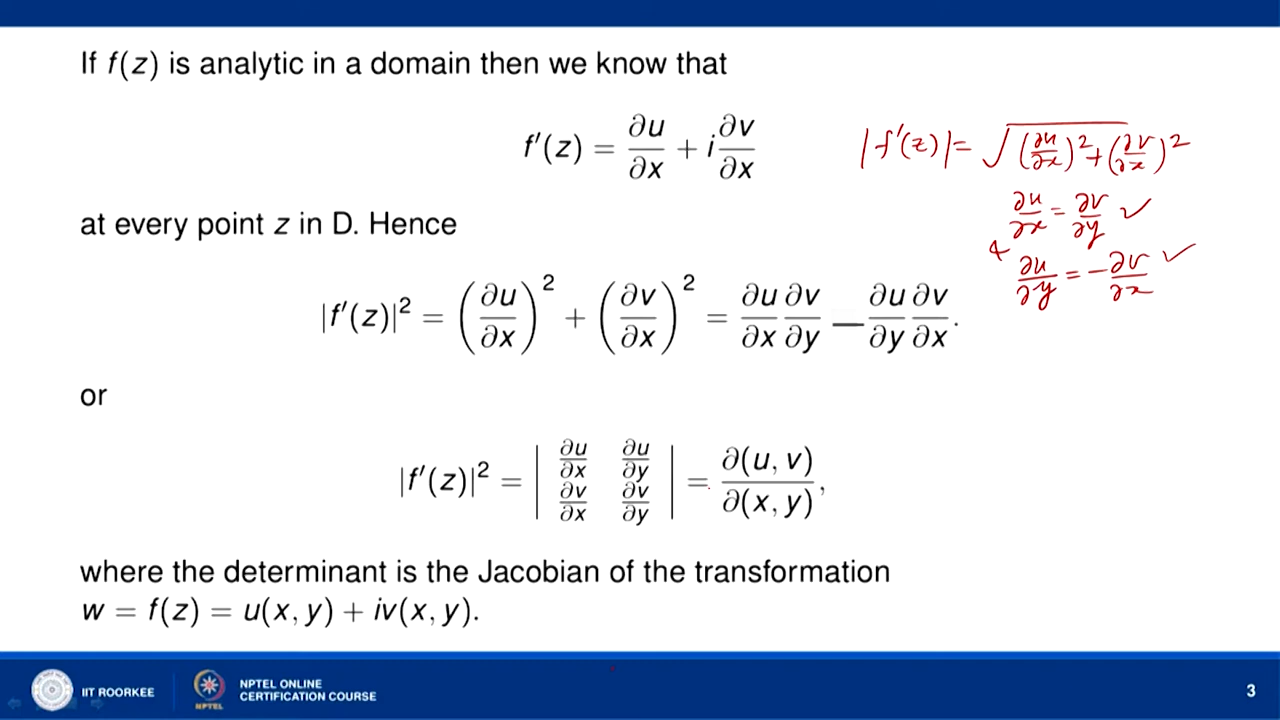 If f(z) is analytic in a domain then we know that
f′(z) = ∂u/∂x + i ∂v/∂x
|f′(z)| = √((∂u/∂x)² + (∂v/∂x)²)
∂u/∂x = ∂v/∂y ✓
& ∂u/∂y = −∂v/∂x ✓
at every point z in D. Hence
|f′(z)|² = (∂u/∂x)² + (∂v/∂x)² = ∂u/∂x ∂v/∂y — ∂u/∂y ∂v/∂x.
or
|f′(z)|² = | ∂u/∂x ∂u/∂y ∂v/∂x ∂v/∂y | = ∂(u, v)/∂(x, y),
where the determinant is the Jacobian of the transformation
w = f(z) = u(x, y) + iv(x, y).
IIT ROORKEE
NPTEL
NPTEL ONLINE
CERTIFICATION COURSE
3